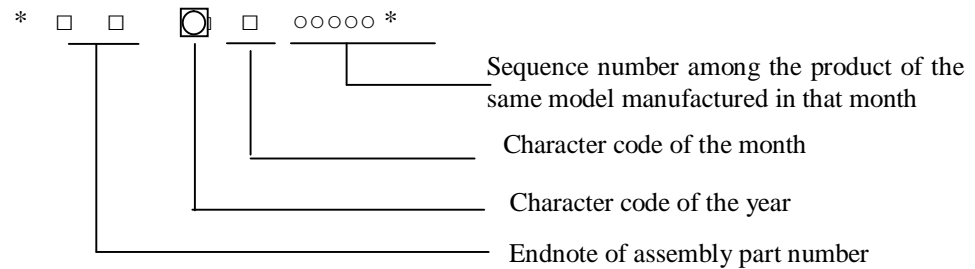 * □ □ □ □ ○○○○○ *
Sequence number among the product of the
same model manufactured in that month
Character code of the month
Character code of the year
Endnote of assembly part number